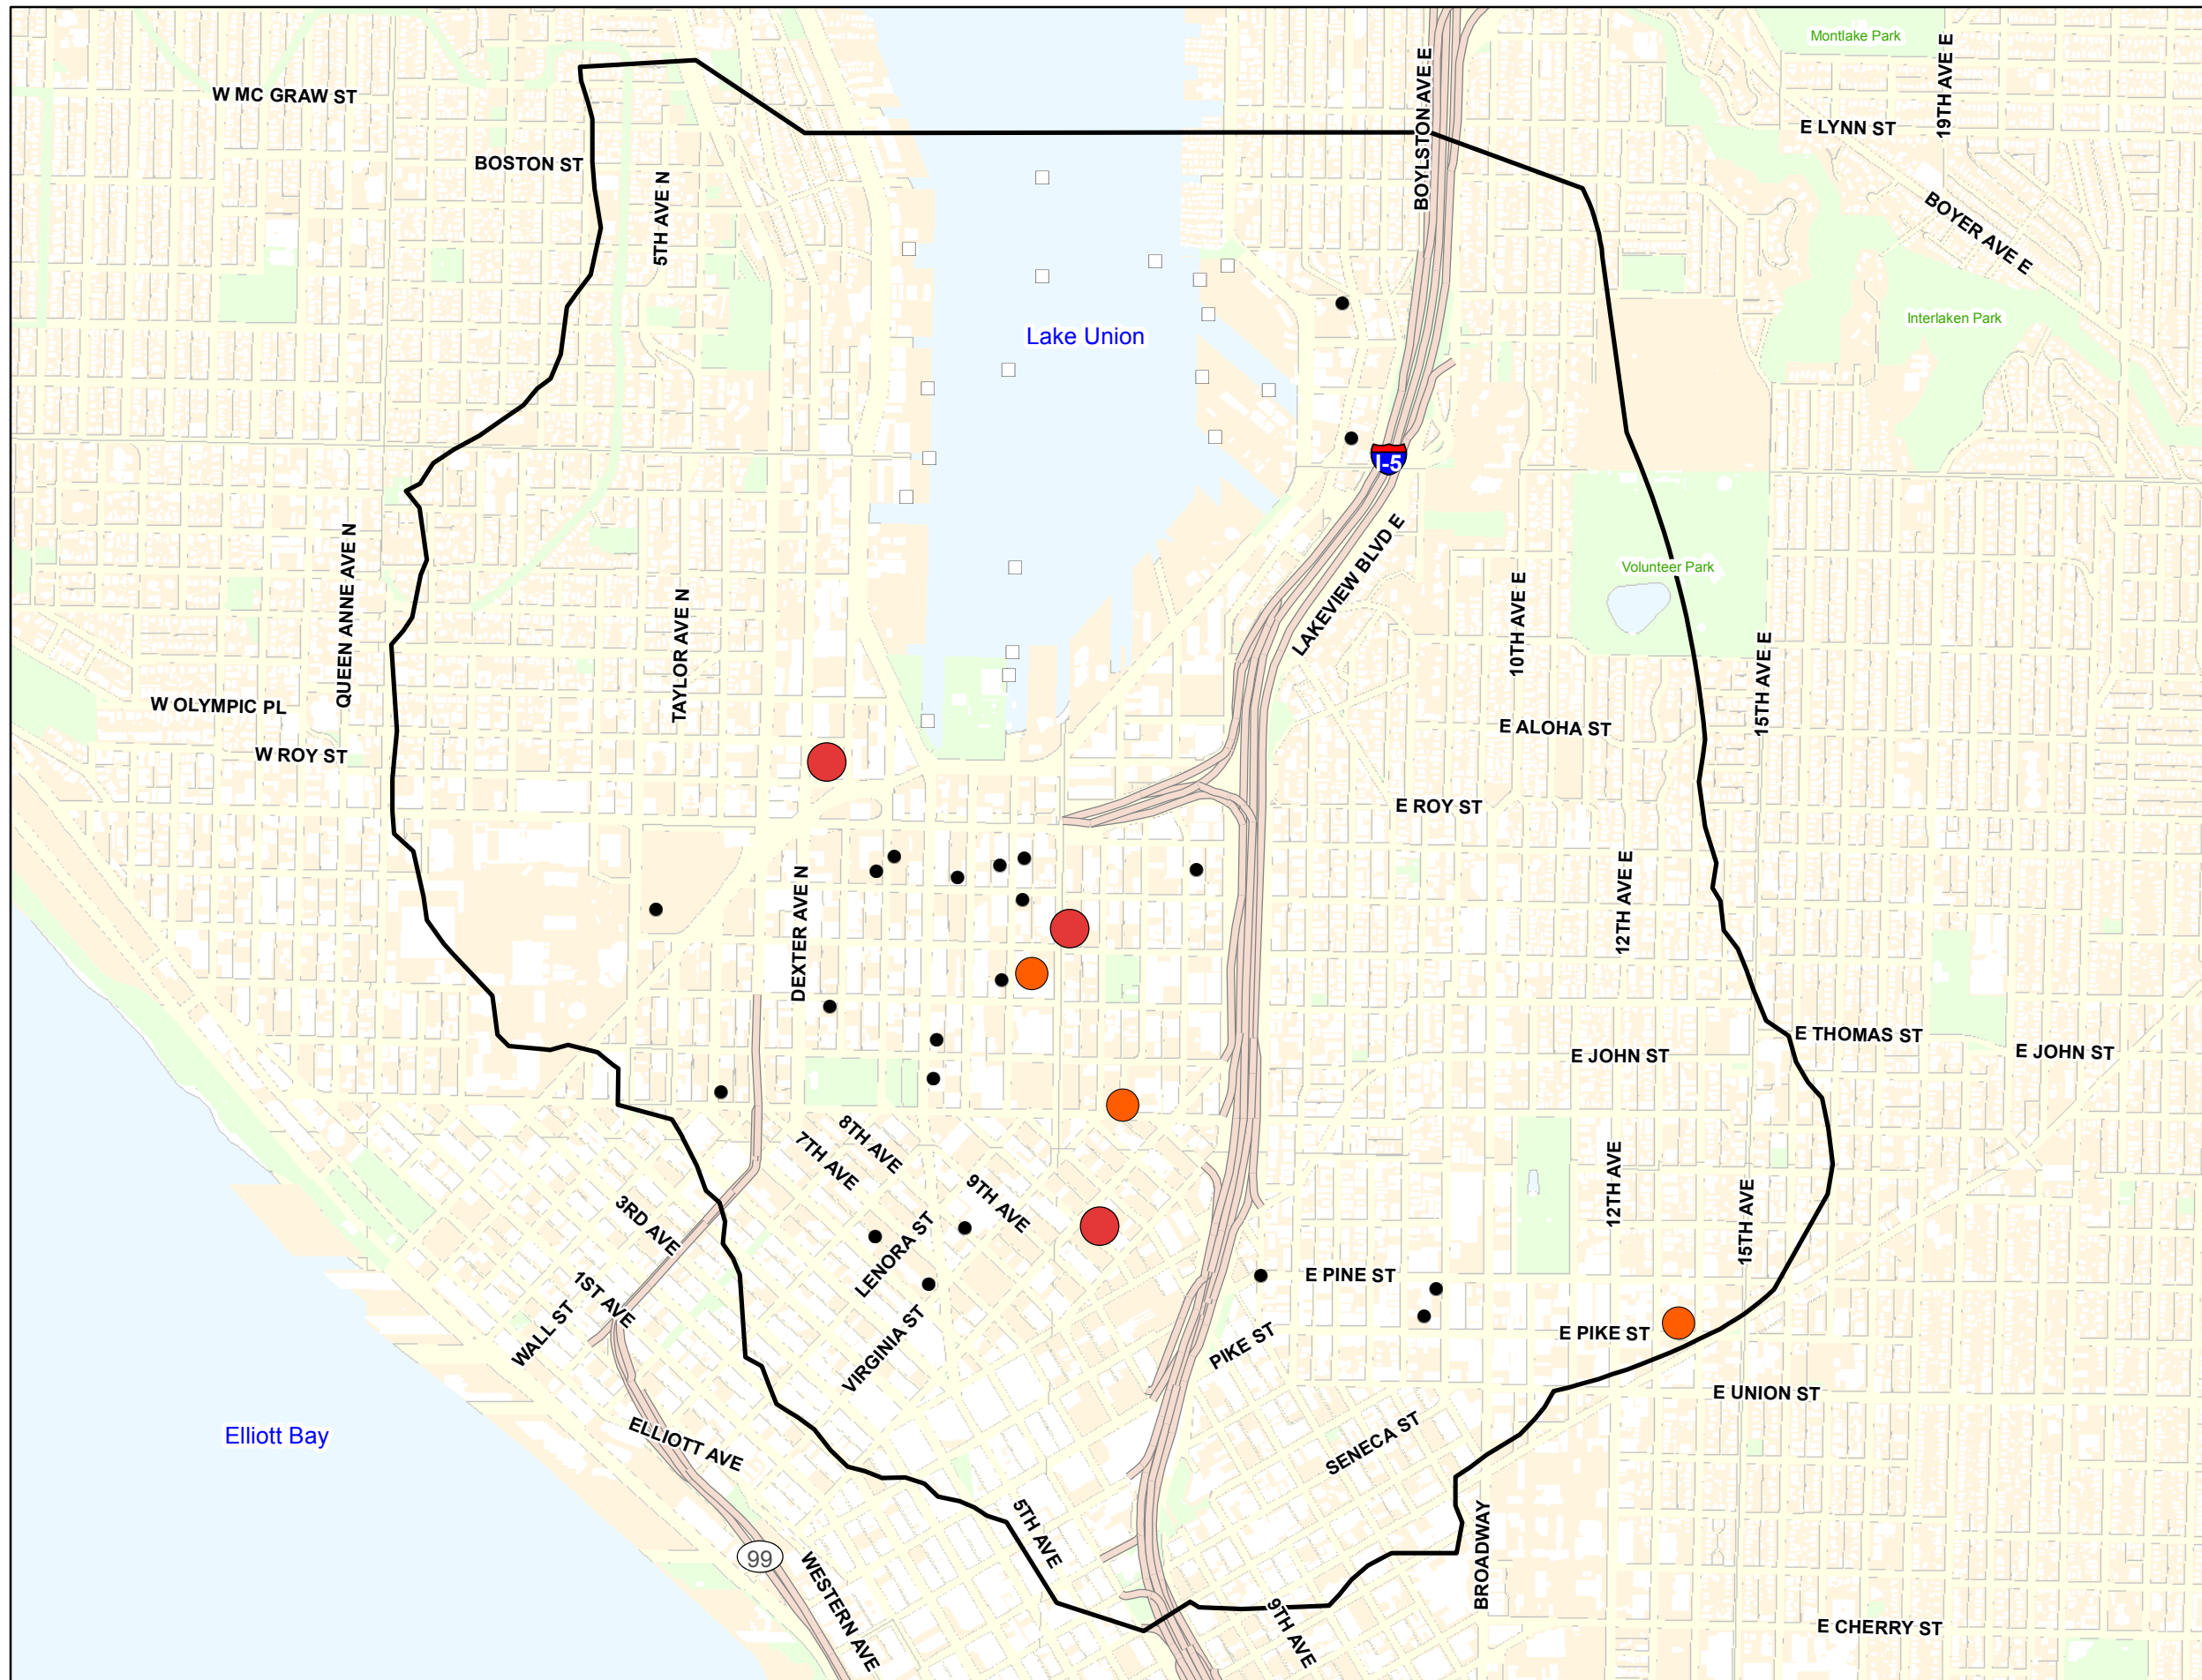 Montlake Park
19TH AVE E
W MC GRAW ST
BOYLSTON AVE E
E LYNN ST
BOSTON ST
5TH AVE N
BOYER AVE E
Interlaken Park
Lake Union
I-5
LAKEVIEW BLVD E
Volunteer Park
QUEEN ANNE AVE N
TAYLOR AVE N
10TH AVE E
15TH AVE E
W OLYMPIC PL
W ROY ST
E ALOHA ST
E ROY ST
DEXTER AVE N
12TH AVE E
E THOMAS ST
E JOHN ST
E JOHN ST
8TH AVE
7TH AVE
9TH AVE
12TH AVE
15TH AVE
3RD AVE
LENORA ST
E PINE ST
1ST AVE
WALL ST
VIRGINIA ST
PIKE ST
E PIKE ST
E UNION ST
Elliott Bay
ELLIOTT AVE
SENECA ST
5TH AVE
BROADWAY
99
WESTERN AVE
9TH AVE
E CHERRY ST